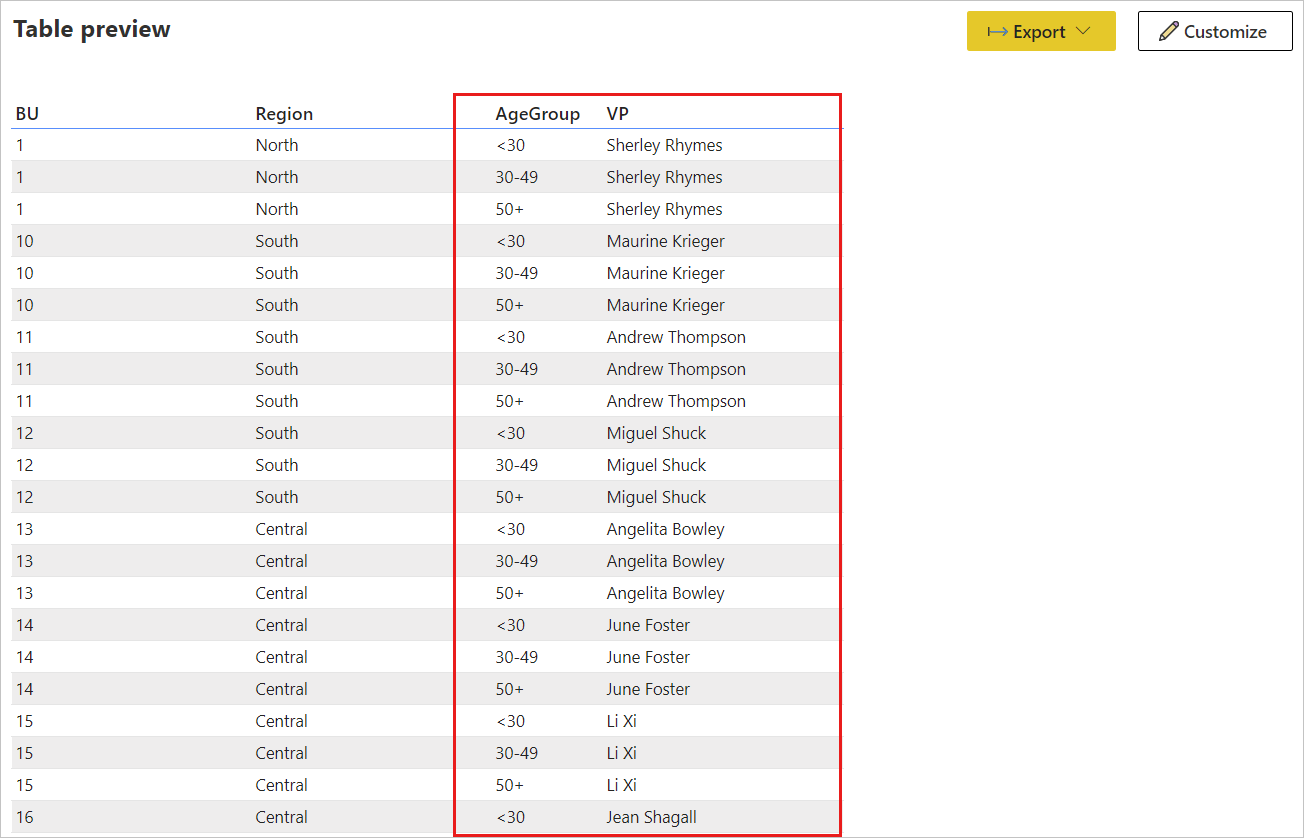 Table preview
Export
Customize
BU Region AgeGroup VP
1 North <30 Sherley Rhymes
1 North 30-49 Sherley Rhymes
1 North 50+ Sherley Rhymes
10 South <30 Maurine Krieger
10 South 30-49 Maurine Krieger
10 South 50+ Maurine Krieger
11 South <30 Andrew Thompson
11 South 30-49 Andrew Thompson
11 South 50+ Andrew Thompson
12 South <30 Miguel Shuck
12 South 30-49 Miguel Shuck
12 South 50+ Miguel Shuck
13 Central <30 Angelita Bowley
13 Central 30-49 Angelita Bowley
13 Central 50+ Angelita Bowley
14 Central <30 June Foster
14 Central 30-49 June Foster
14 Central 50+ June Foster
15 Central <30 Li Xi
15 Central 30-49 Li Xi
15 Central 50+ Li Xi
16 Central <30 Jean Shagall